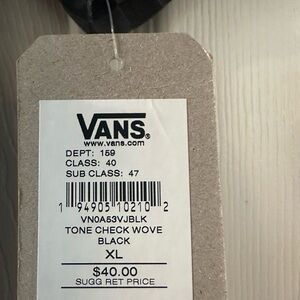 VANS®
www.vans.com
DEPT: 159
CLASS: 40
SUB CLASS: 47
1 94905 10210 2
VN0A53VJBLK
TONE CHECK WOVE
BLACK
XL
$40.00
SUGG RET PRICE